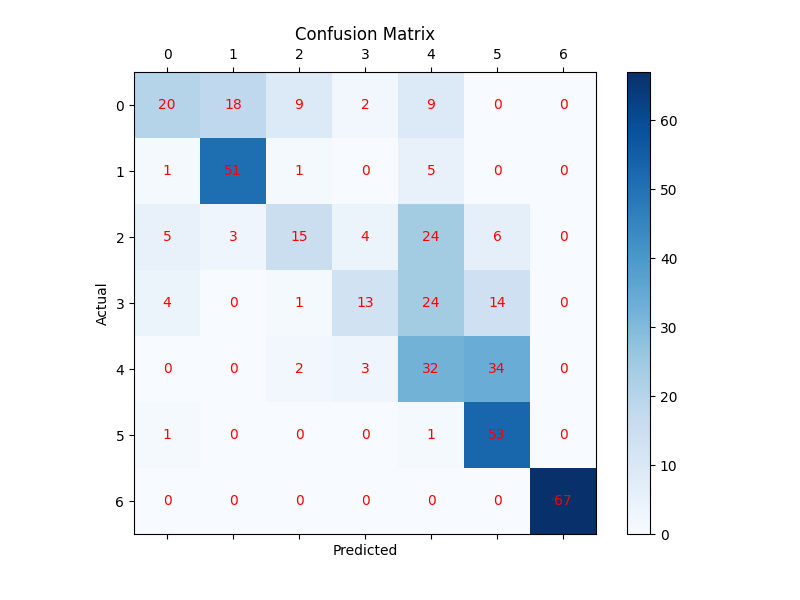 Confusion Matrix
0 1 2 3 4 5 6
0 20 18 9 2 9 0 0
1 1 51 1 0 5 0 0
2 5 3 15 4 24 6 0
3 4 0 1 13 24 14 0
4 0 0 2 3 32 34 0
5 1 0 0 0 1 53 0
6 0 0 0 0 0 0 67
Actual
Predicted
60
50
40
30
20
10
0